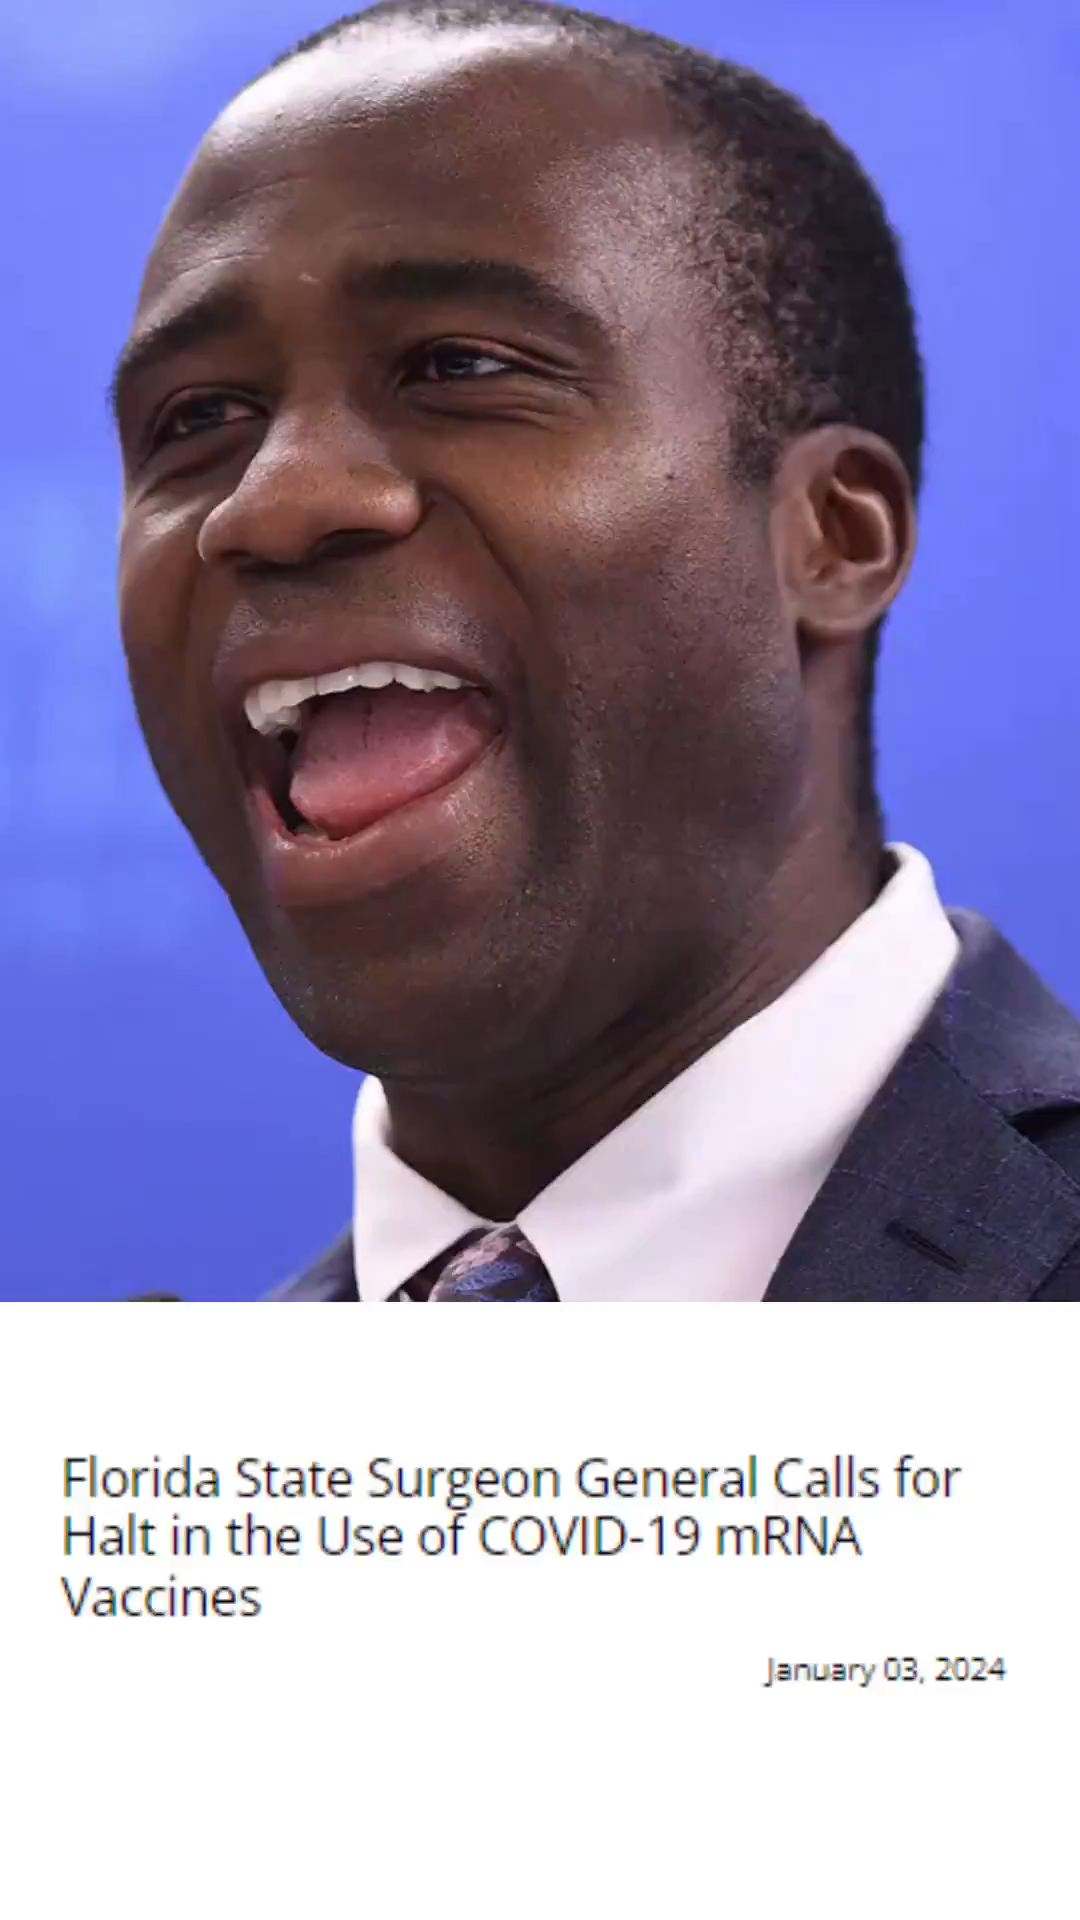 Florida State Surgeon General Calls for
Halt in the Use of COVID-19 mRNA
Vaccines
January 03, 2024